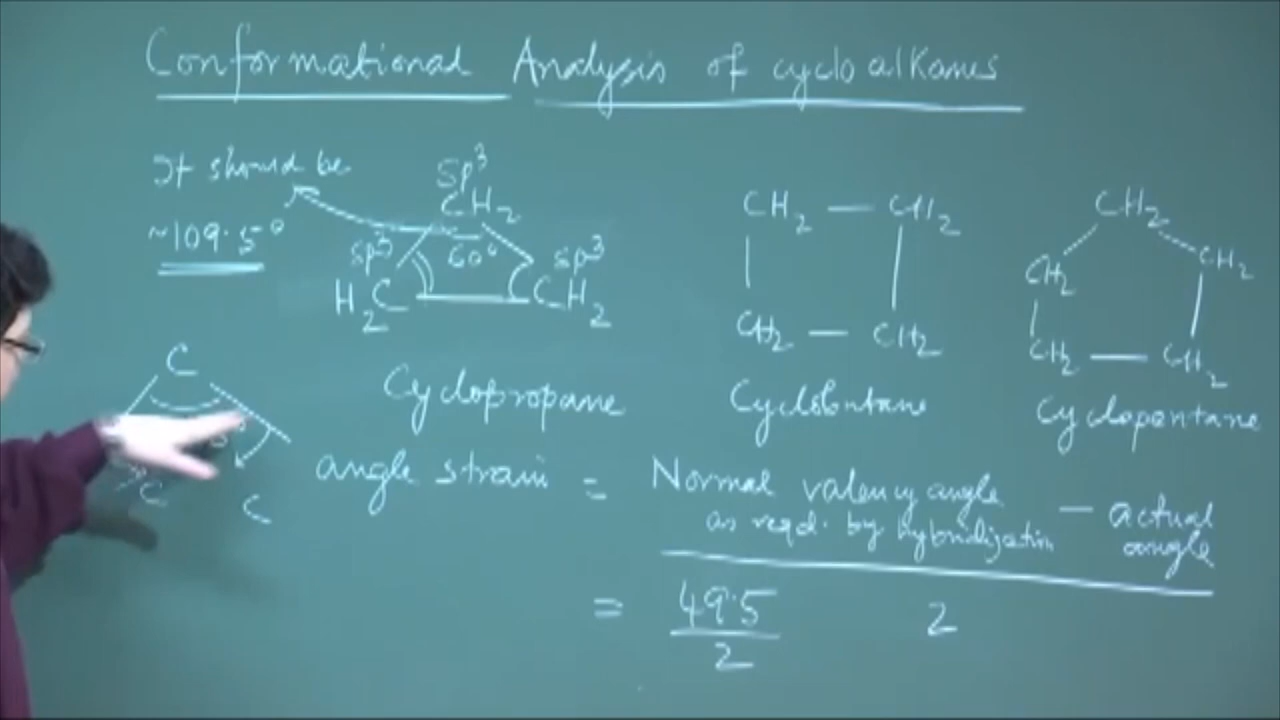 Conformational Analysis of cycloalkanes
It should be
~109.5°
sp³
CH₂
sp³ 60° sp³
H₂C CH₂
Cyclopropane
CH₂ — CH₂
CH₂ — CH₂
Cyclobutane
CH₂
CH₂ CH₂
CH₂ — CH₂
Cyclopentane
C
C C
angle strain = Normal valency angle
as reqd. by hybridization — actual
angle
2
= 49.5
2